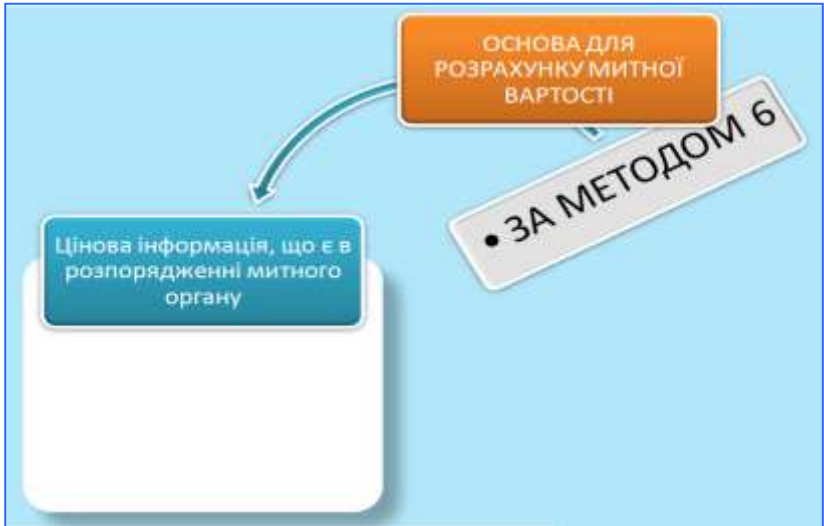 ОСНОВА ДЛЯ
РОЗРАХУНКУ МИТНОЇ
ВАРТОСТІ
• ЗА МЕТОДОМ 6
Цінова інформація, що є в
розпорядженні митного
органу